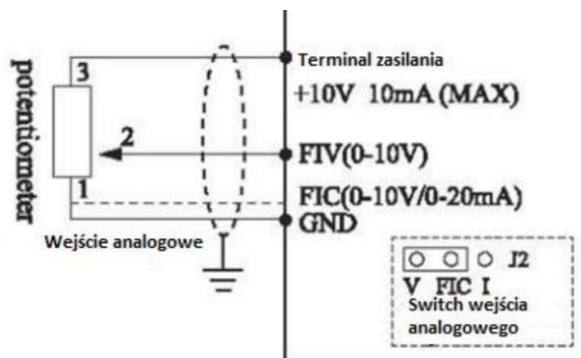 Terminal zasilania
+10V 10mA (MAX)
potentiometer
3
2
1
FIV(0-10V)
FIC(0-10V/0-20mA)
GND
Wejście analogowe
J2
V FIC I
Switch wejścia
analogowego